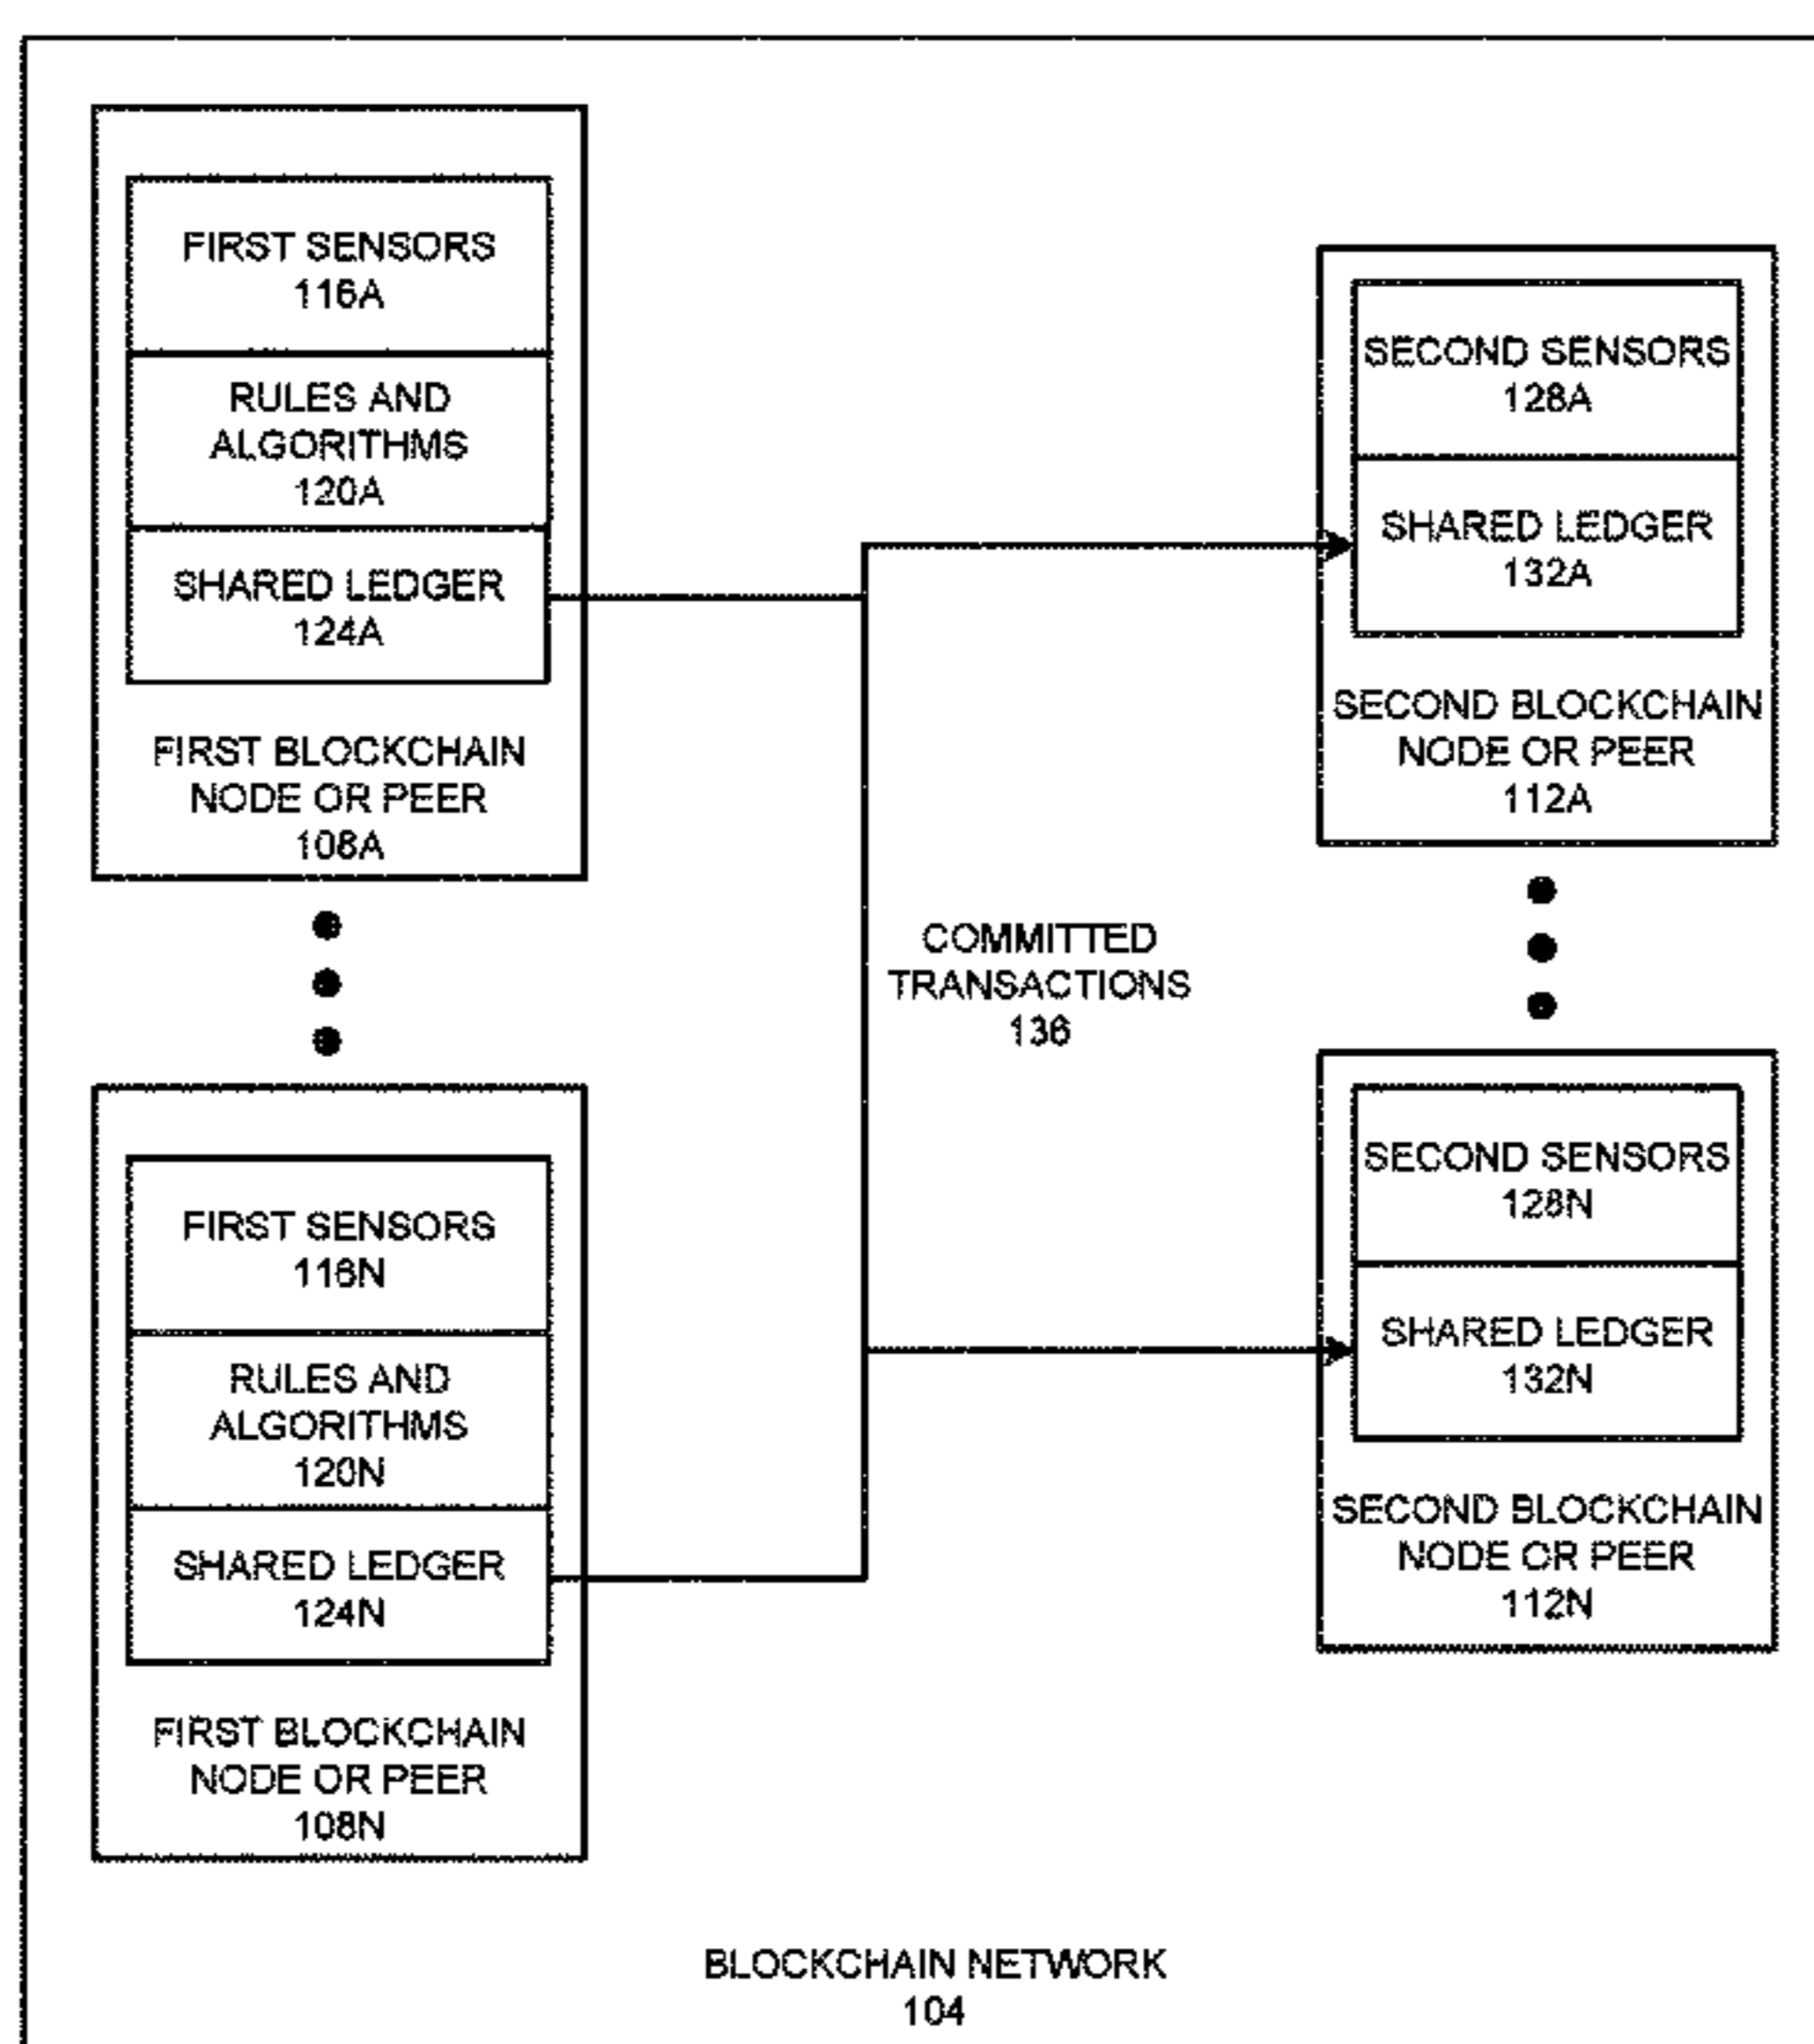 FIRST SENSORS
116A
RULES AND
ALGORITHMS
120A
SHARED LEDGER
124A
FIRST BLOCKCHAIN
NODE OR PEER
108A
SECOND SENSORS
128A
SHARED LEDGER
132A
SECOND BLOCKCHAIN
NODE OR PEER
112A
COMMITTED
TRANSACTIONS
136
FIRST SENSORS
116N
RULES AND
ALGORITHMS
120N
SHARED LEDGER
124N
FIRST BLOCKCHAIN
NODE OR PEER
108N
SECOND SENSORS
128N
SHARED LEDGER
132N
SECOND BLOCKCHAIN
NODE OR PEER
112N
BLOCKCHAIN NETWORK
104